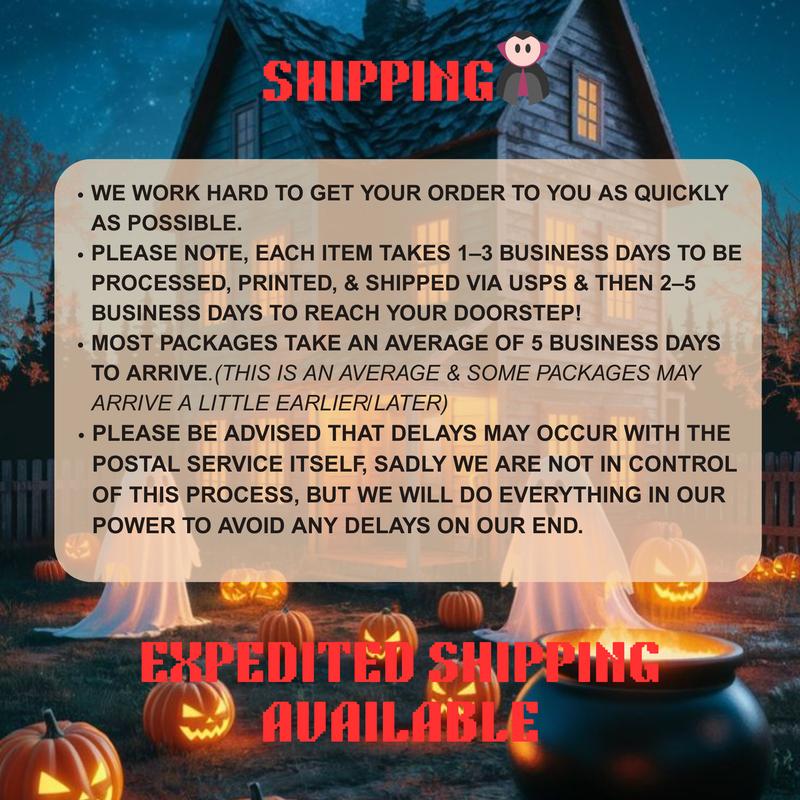 SHIPPING
• WE WORK HARD TO GET YOUR ORDER TO YOU AS QUICKLY
AS POSSIBLE.
• PLEASE NOTE, EACH ITEM TAKES 1–3 BUSINESS DAYS TO BE
PROCESSED, PRINTED, & SHIPPED VIA USPS & THEN 2–5
BUSINESS DAYS TO REACH YOUR DOORSTEP!
• MOST PACKAGES TAKE AN AVERAGE OF 5 BUSINESS DAYS
TO ARRIVE.(THIS IS AN AVERAGE & SOME PACKAGES MAY
ARRIVE A LITTLE EARLIER/LATER)
• PLEASE BE ADVISED THAT DELAYS MAY OCCUR WITH THE
POSTAL SERVICE ITSELF, SADLY WE ARE NOT IN CONTROL
OF THIS PROCESS, BUT WE WILL DO EVERYTHING IN OUR
POWER TO AVOID ANY DELAYS ON OUR END.
EXPEDITED SHIPPING
AVAILABLE